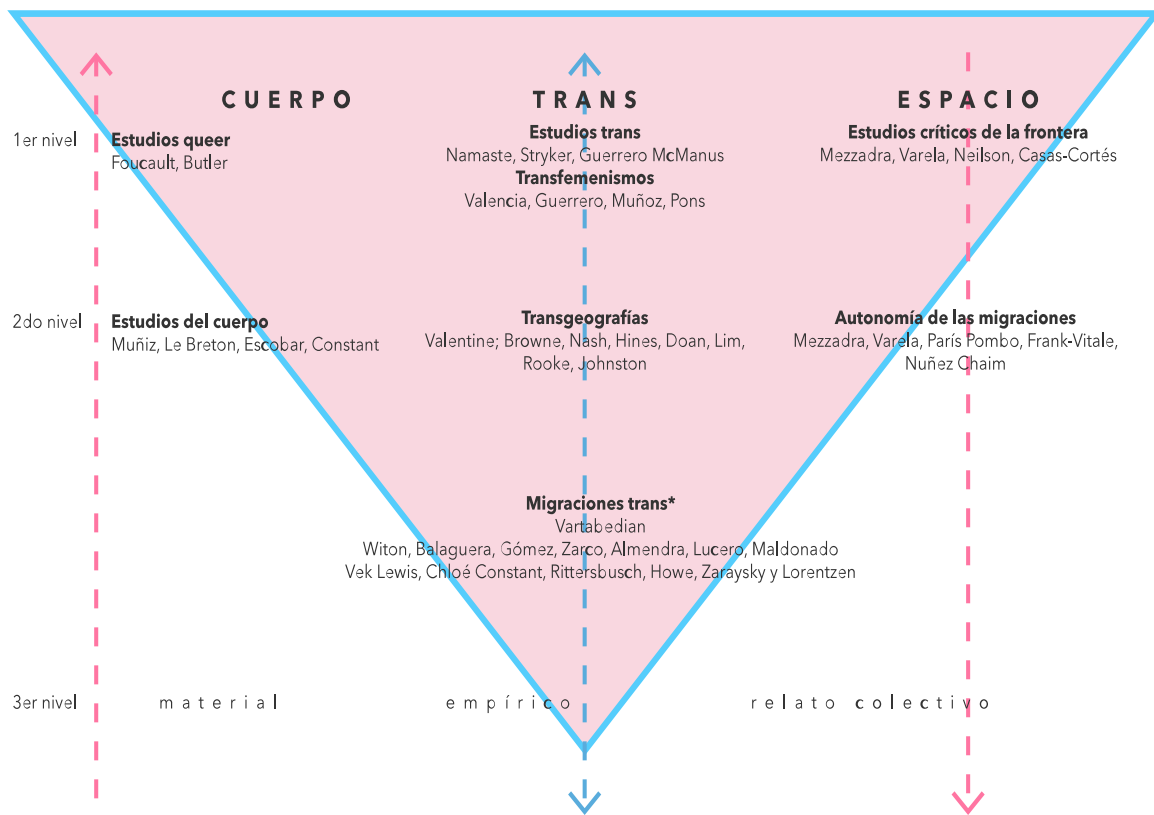 CUERPO
TRANS
ESPACIO
1er nivel
Estudios queer
Foucault, Butler
Estudios trans
Namaste, Stryker, Guerrero McManus
Transfemenismos
Valencia, Guerrero, Muñoz, Pons
Estudios críticos de la frontera
Mezzadra, Varela, Neilson, Casas-Cortés
2do nivel
Estudios del cuerpo
Muñiz, Le Breton, Escobar, Constant
Transgeografías
Valentine; Browne, Nash, Hines, Doan, Lim,
Rooke, Johnston
Autonomía de las migraciones
Mezzadra, Varela, París Pombo, Frank-Vitale,
Nuñez Chaim
Migraciones trans*
Vartabedian
Witon, Balaguera, Gómez, Zarco, Almendra, Lucero, Maldonado
Vek Lewis, Chloé Constant, Rittersbusch, Howe, Zaraysky y Lorentzen
3er nivel
material
empírico
relato colectivo